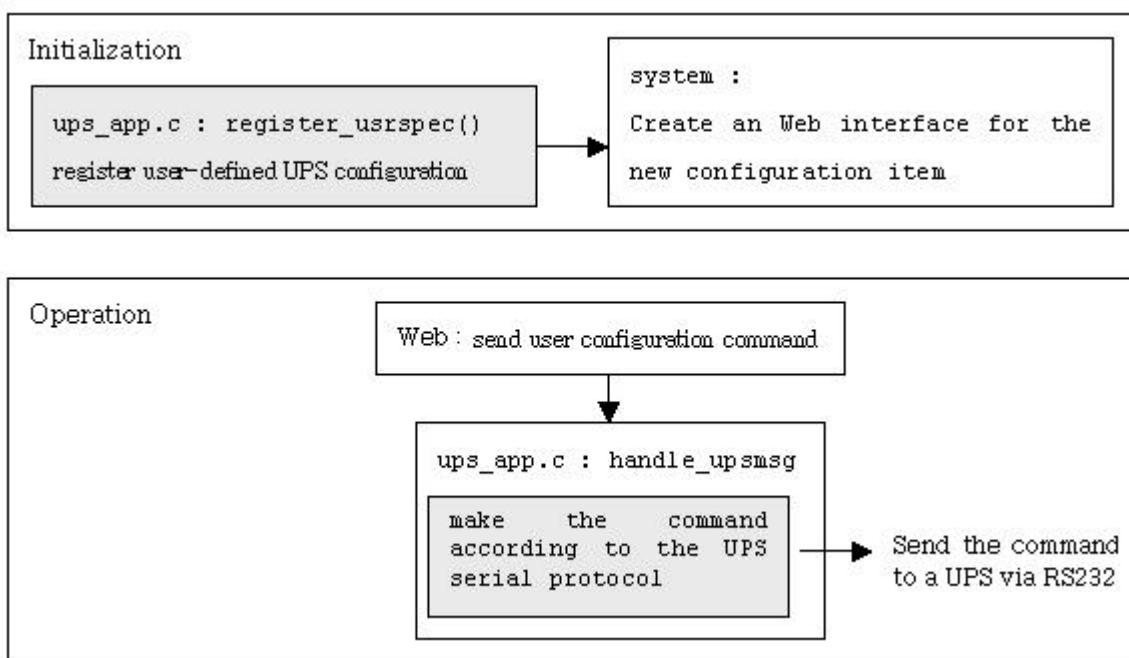 Initialization
ups_app.c : register_usrspec()
register user-defined UPS configuration
system :
Create an Web interface for the
new configuration item
Operation
Web : send user configuration command
ups_app.c : handle_upsmsg
make the command
according to the UPS
serial protocol
Send the command
to a UPS via RS232